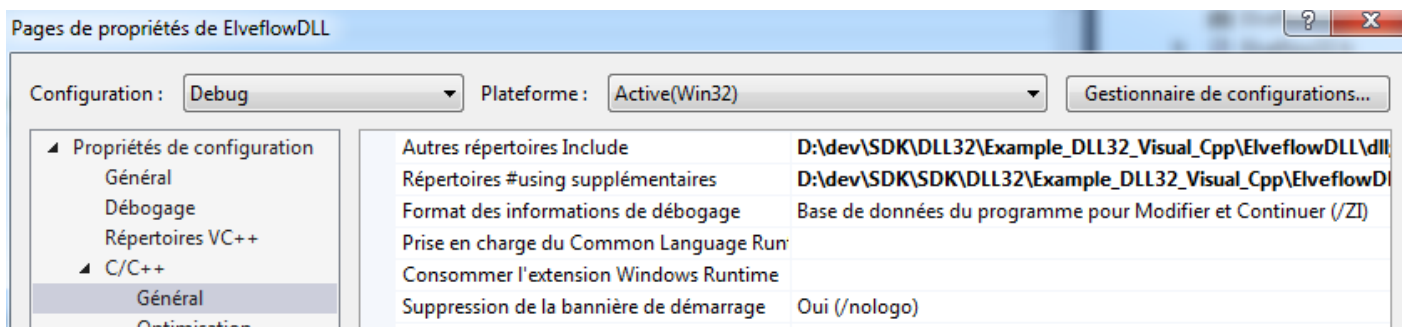 Pages de propriétés de ElveflowDLL
Configuration : Debug Plateforme : Active(Win32) Gestionnaire de configurations...
Propriétés de configuration
Général
Débogage
Répertoires VC++
C/C++
Général
Optimisation
Autres répertoires Include D:\dev\SDK\DLL32\Example_DLL32_Visual_Cpp\ElveflowDLL\dll;
Répertoires #using supplémentaires D:\dev\SDK\SDK\DLL32\Example_DLL32_Visual_Cpp\ElveflowDl
Format des informations de débogage Base de données du programme pour Modifier et Continuer (/ZI)
Prise en charge du Common Language Run
Consommer l'extension Windows Runtime
Suppression de la bannière de démarrage Oui (/nologo)